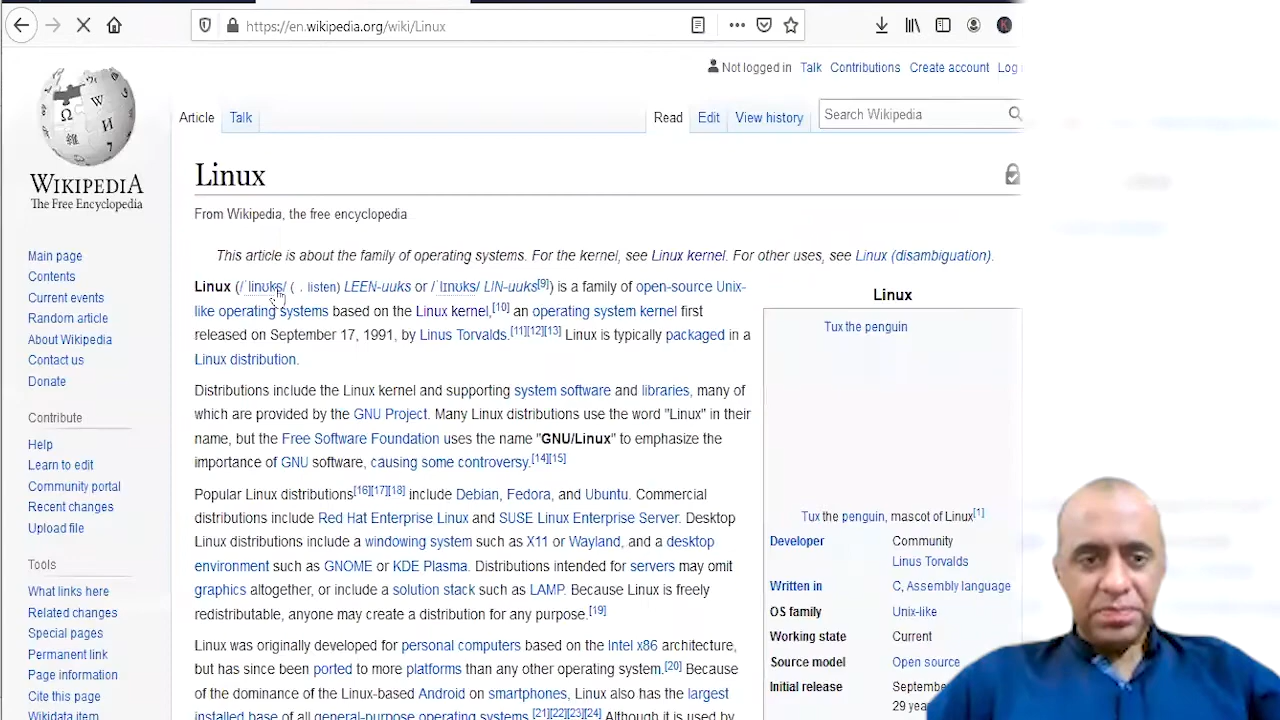 https://en.wikipedia.org/wiki/Linux
Not logged in Talk Contributions Create account Log
Article Talk Read Edit View history Search Wikipedia
WIKIPEDIA
The Free Encyclopedia
Main page
Contents
Current events
Random article
About Wikipedia
Contact us
Donate
Contribute
Help
Learn to edit
Community portal
Recent changes
Upload file
Tools
What links here
Related changes
Special pages
Permanent link
Page information
Cite this page
Wikidata item
Linux
From Wikipedia, the free encyclopedia
This article is about the family of operating systems. For the kernel, see Linux kernel. For other uses, see Linux (disambiguation).
Linux (/ˈlinʊks/ ( . listen) LEEN-uuks or /ˈlɪnʊks/ LIN-uuks[9]) is a family of open-source Unix-
like operating systems based on the Linux kernel,[10] an operating system kernel first
released on September 17, 1991, by Linus Torvalds.[11][12][13] Linux is typically packaged in a
Linux distribution.
Distributions include the Linux kernel and supporting system software and libraries, many of
which are provided by the GNU Project. Many Linux distributions use the word "Linux" in their
name, but the Free Software Foundation uses the name "GNU/Linux" to emphasize the
importance of GNU software, causing some controversy.[14][15]
Popular Linux distributions[16][17][18] include Debian, Fedora, and Ubuntu. Commercial
distributions include Red Hat Enterprise Linux and SUSE Linux Enterprise Server. Desktop
Linux distributions include a windowing system such as X11 or Wayland, and a desktop
environment such as GNOME or KDE Plasma. Distributions intended for servers may omit
graphics altogether, or include a solution stack such as LAMP. Because Linux is freely
redistributable, anyone may create a distribution for any purpose.[19]
Linux was originally developed for personal computers based on the Intel x86 architecture,
but has since been ported to more platforms than any other operating system.[20] Because
of the dominance of the Linux-based Android on smartphones, Linux also has the largest
installed base of all general-purpose operating systems.[21][22][23][24] Although it is used by
Linux
Tux the penguin
Tux the penguin, mascot of Linux[1]
Developer Community
Linus Torvalds
Written in C, Assembly language
OS family Unix-like
Working state Current
Source model Open source
Initial release Septembe
29 yea